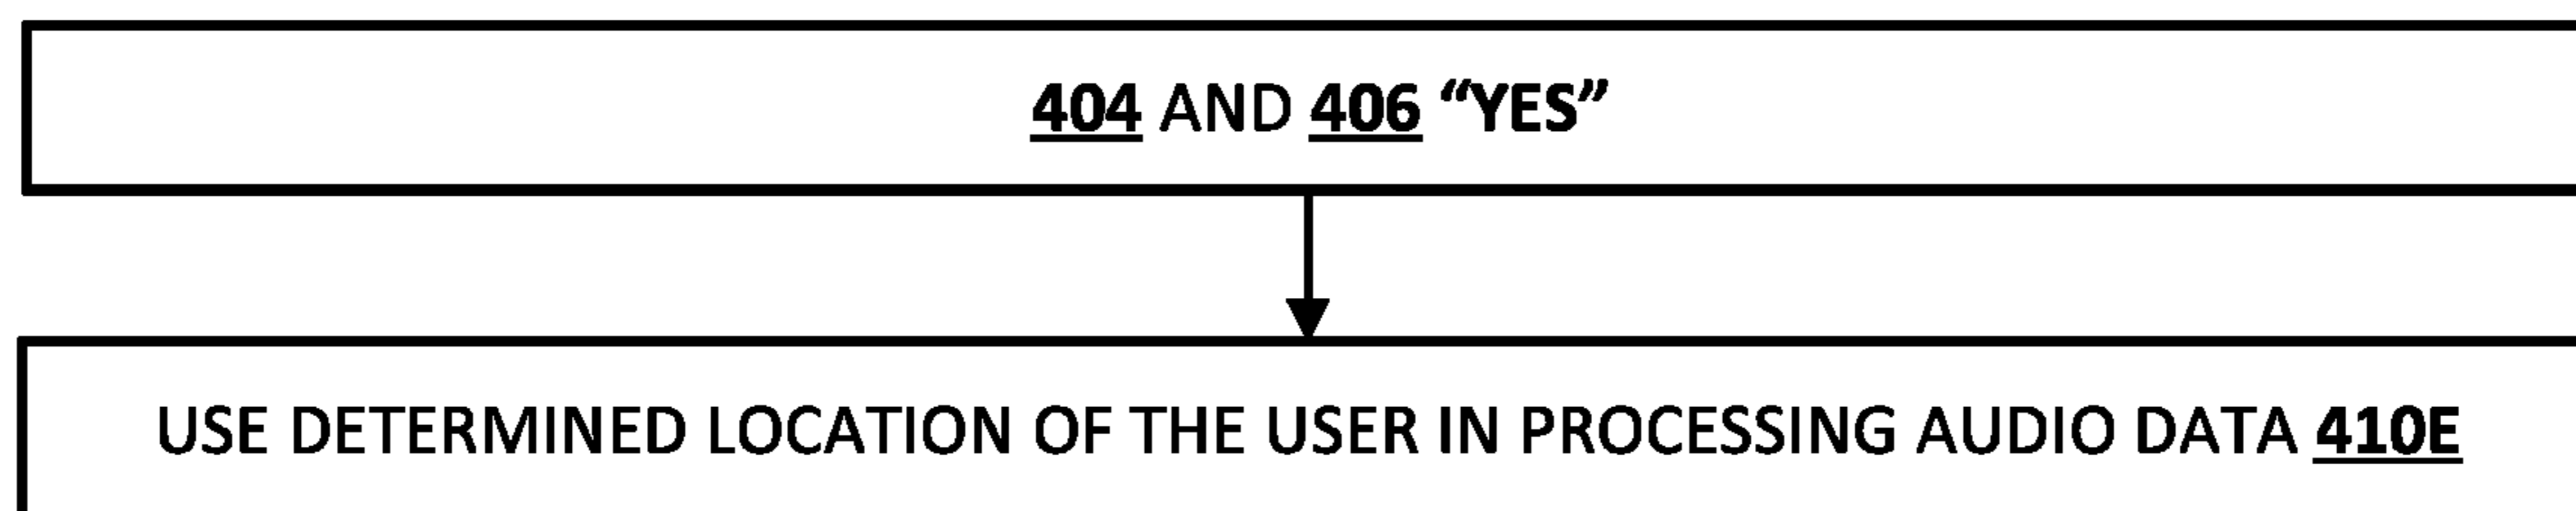 404 AND 406 “YES”
USE DETERMINED LOCATION OF THE USER IN PROCESSING AUDIO DATA 410E